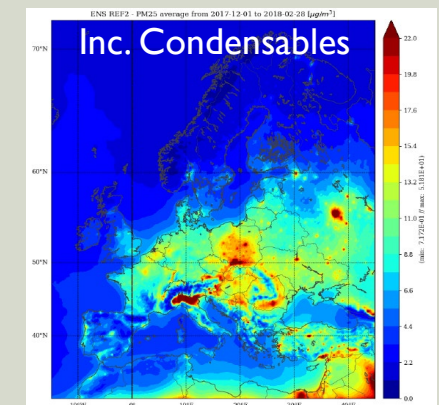 ENS REF2 - PM25 average from 2017-12-01 to 2018-02-28 [µg/m³]
Inc. Condensables
70°N
60°N
50°N
40°N
22.0
19.8
17.6
15.4
13.2
11.0
8.8
6.6
4.4
2.2
0.0